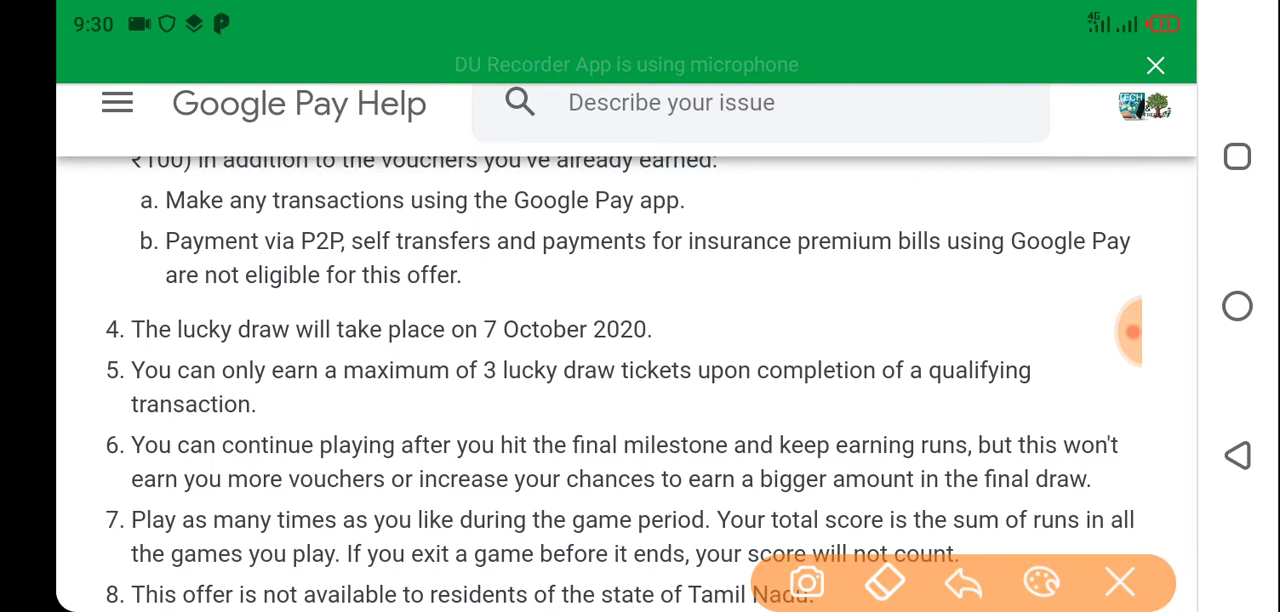 9:30
4G
DU Recorder App is using microphone
Google Pay Help
Describe your issue
TECH
₹100) in addition to the vouchers you've already earned:
a. Make any transactions using the Google Pay app.
b. Payment via P2P, self transfers and payments for insurance premium bills using Google Pay
are not eligible for this offer.
4. The lucky draw will take place on 7 October 2020.
5. You can only earn a maximum of 3 lucky draw tickets upon completion of a qualifying
transaction.
6. You can continue playing after you hit the final milestone and keep earning runs, but this won't
earn you more vouchers or increase your chances to earn a bigger amount in the final draw.
7. Play as many times as you like during the game period. Your total score is the sum of runs in all
the games you play. If you exit a game before it ends, your score will not count.
8. This offer is not available to residents of the state of Tamil Nadu.